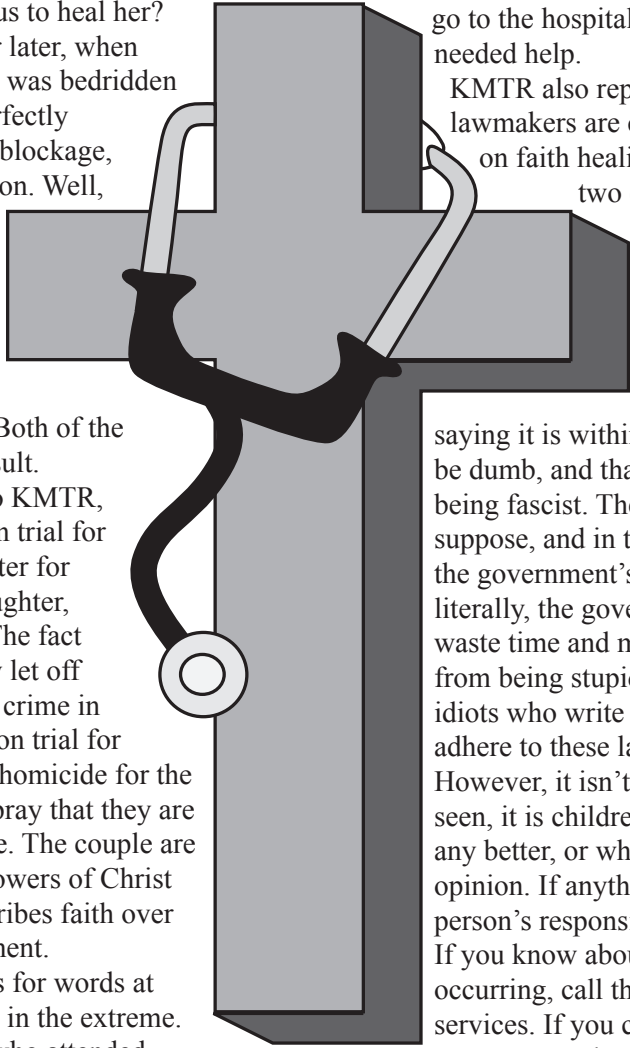 us to heal her?
later, when
was bedridden
rfectly
blockage,
on. Well,
Both of the
ult.
KMTR,
n trial for
ter for
ughter,
The fact
let off
crime in
on trial for
homicide for the
pray that they are
e. The couple are
owers of Christ
ribes faith over
nent.
s for words at
in the extreme.
go to the hospital
needed help.
KMTR also rep
lawmakers are
on faith heali
two
saying it is withi
be dumb, and tha
being fascist. The
suppose, and in t
the government's
literally, the gove
waste time and m
from being stupi
idiots who write
adhere to these la
However, it isn't
seen, it is childre
any better, or wh
opinion. If anyth
person's respons
If you know abou
occurring, call th
services. If you c